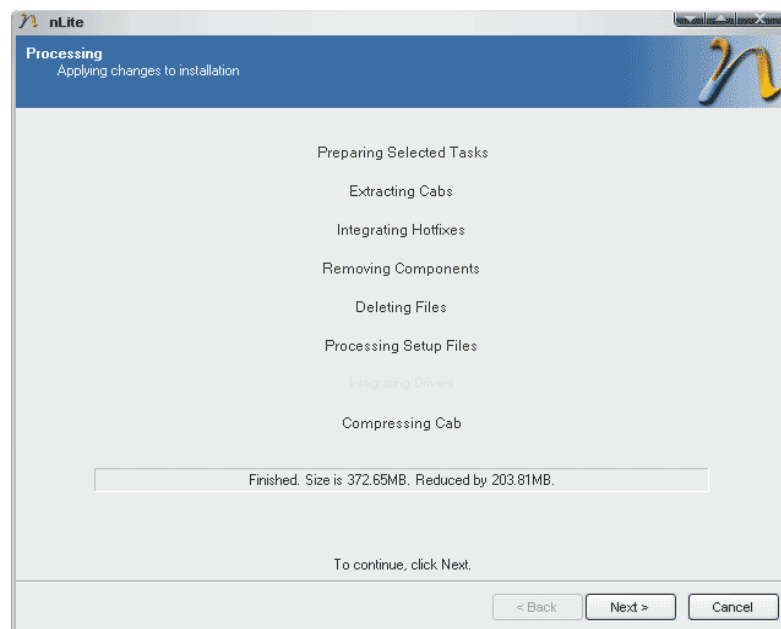 nLite
Processing
Applying changes to installation
Preparing Selected Tasks
Extracting Cabs
Integrating Hotfixes
Removing Components
Deleting Files
Processing Setup Files
Integrating Drivers
Compressing Cab
Finished. Size is 372.65MB. Reduced by 203.81MB.
To continue, click Next.
< Back Next > Cancel